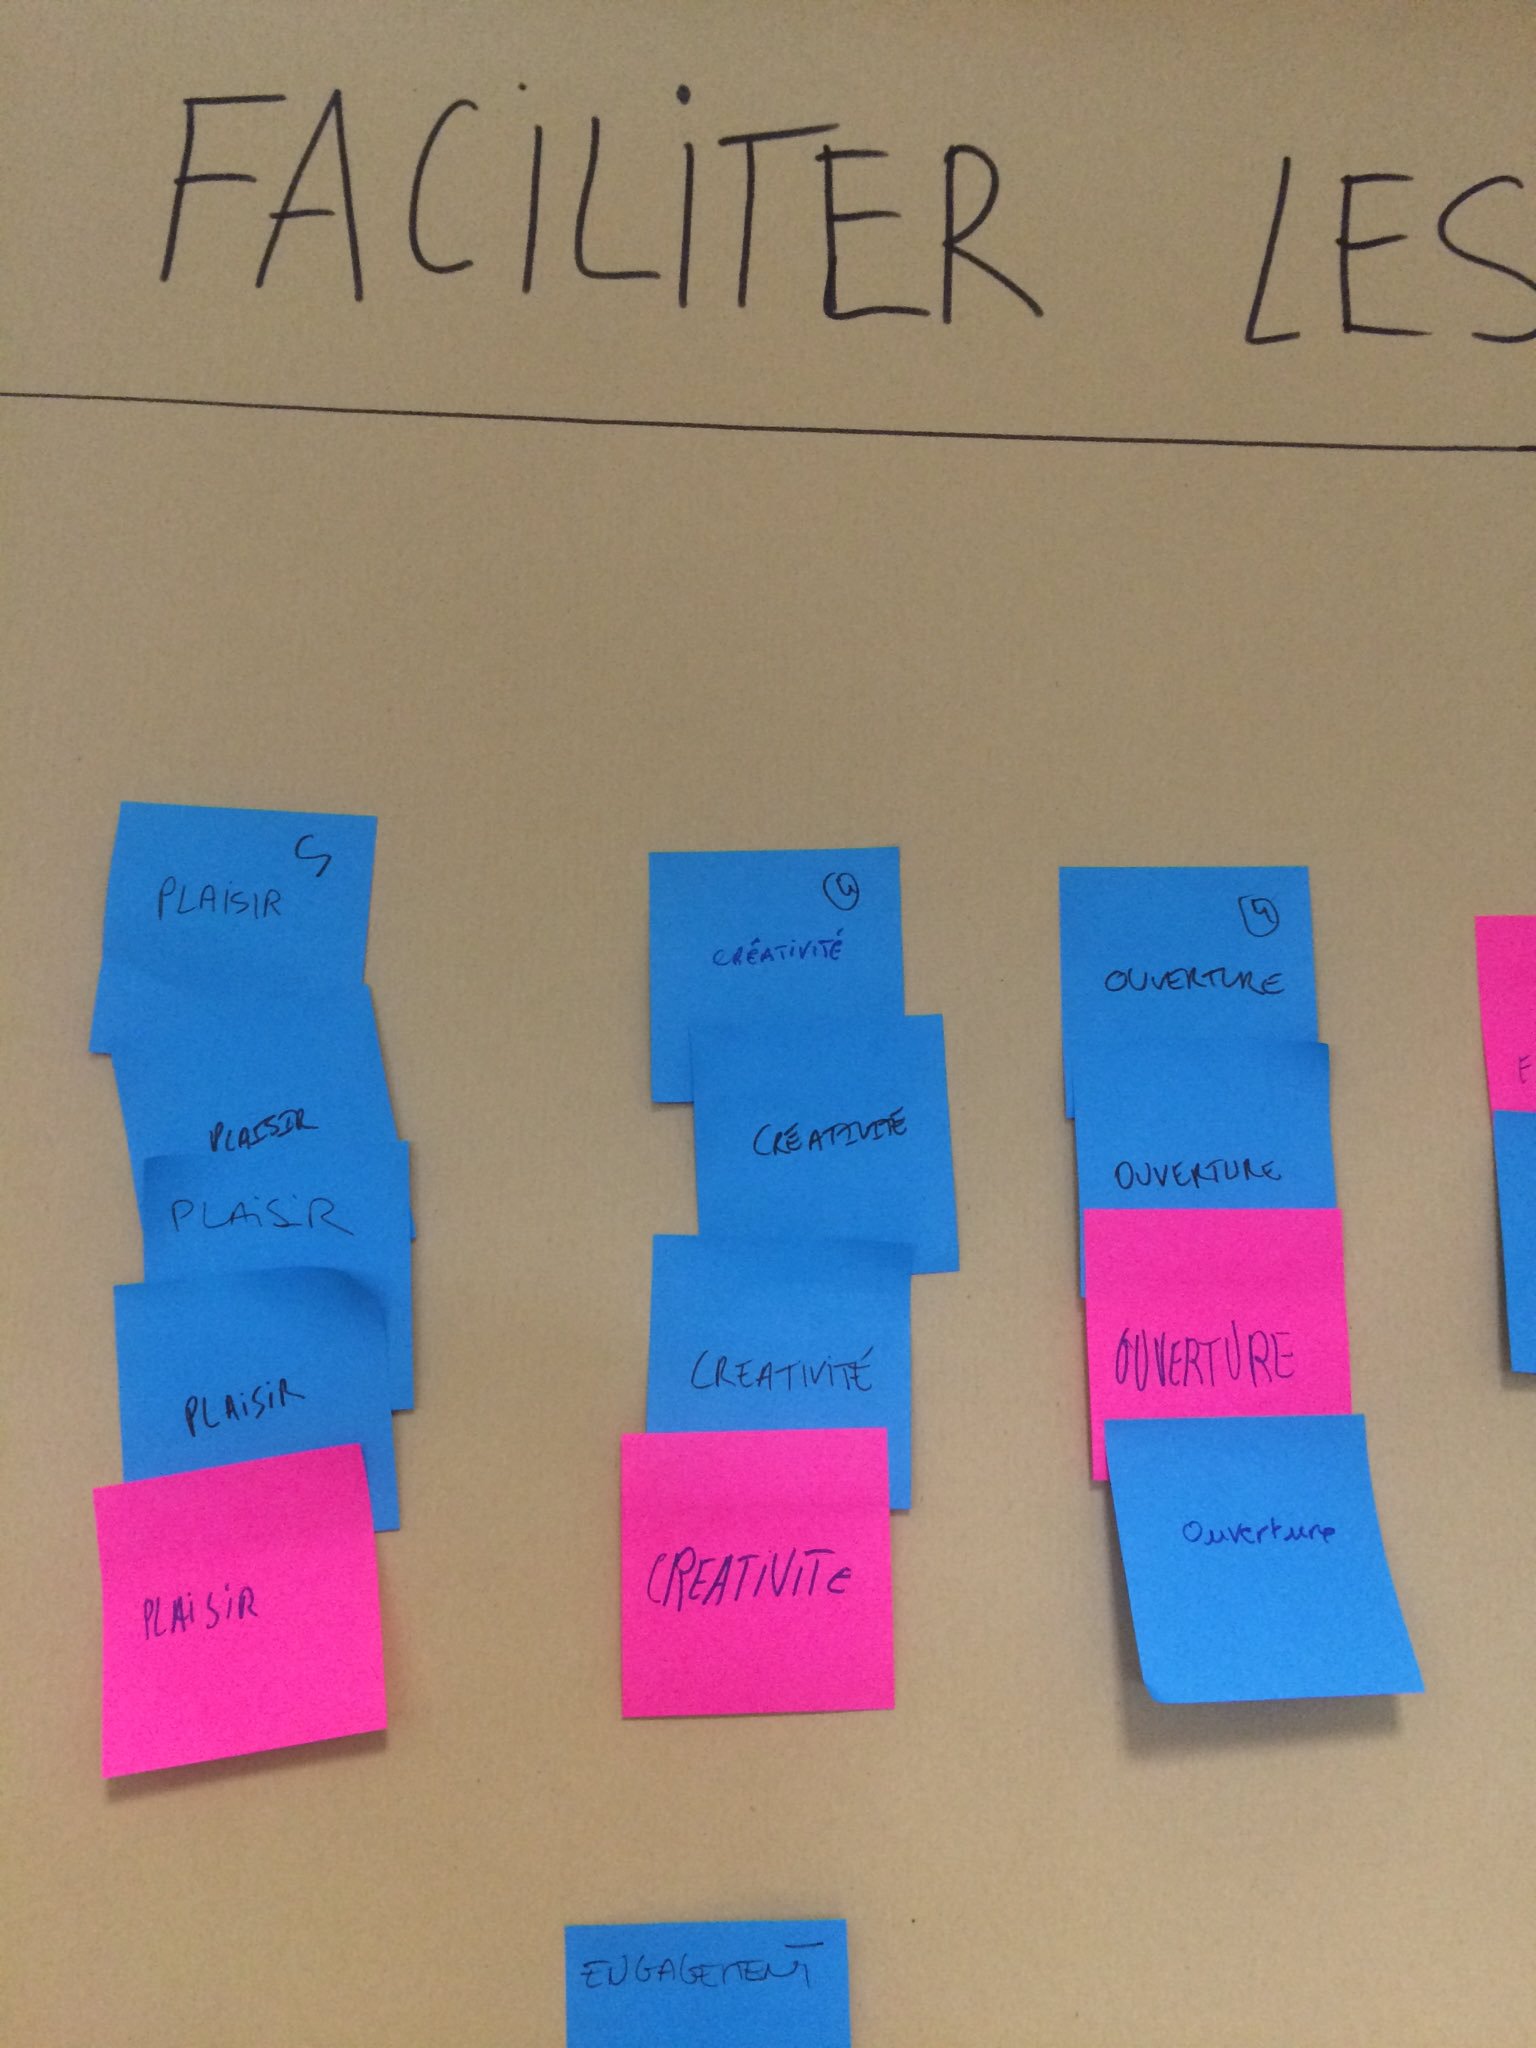 FACILITER LES
5
PLAISIR
PLAISIR
PLAISIR
PLAISIR
PLAISIR
4
CRÉATIVITÉ
CRÉATIVITÉ
CREATIVITÉ
CREATIVITe
4
OUVERTURE
OUVERTURE
OUVERTURE
Ouverture
E
ENGAGEMENT